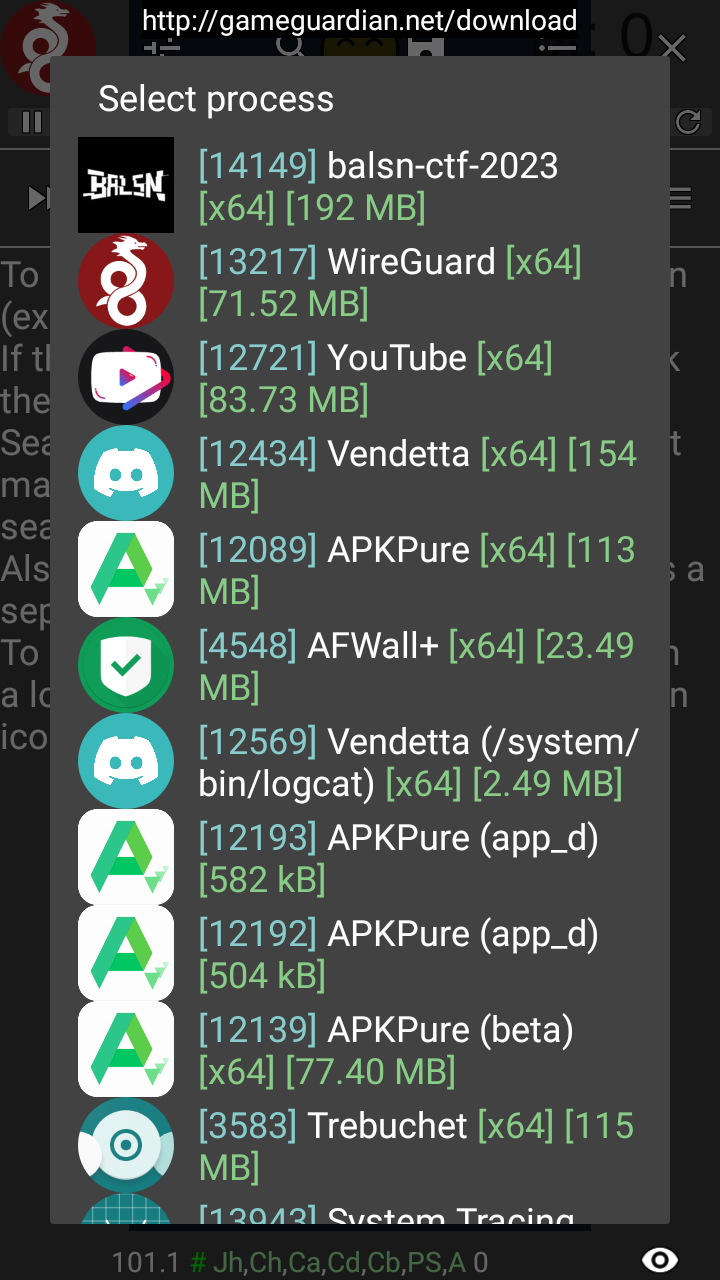 http://gameguardian.net/download
0
Select process
BALSN
[14149] balsn-ctf-2023
[x64] [192 MB]
[13217] WireGuard [x64]
[71.52 MB]
[12721] YouTube [x64]
[83.73 MB]
[12434] Vendetta [x64] [154
MB]
[12089] APKPure [x64] [113
MB]
[4548] AFWall+ [x64] [23.49
MB]
[12569] Vendetta (/system/
bin/logcat) [x64] [2.49 MB]
[12193] APKPure (app_d)
[582 kB]
[12192] APKPure (app_d)
[504 kB]
[12139] APKPure (beta)
[x64] [77.40 MB]
[3583] Trebuchet [x64] [115
MB]
[13943] System Tracing
To
(ex
If
the
Sea
ma
sea
Als
a
sep
To
a
ico
101.1 # Jh,Ch,Ca,Cd,Cb,PS,A 0